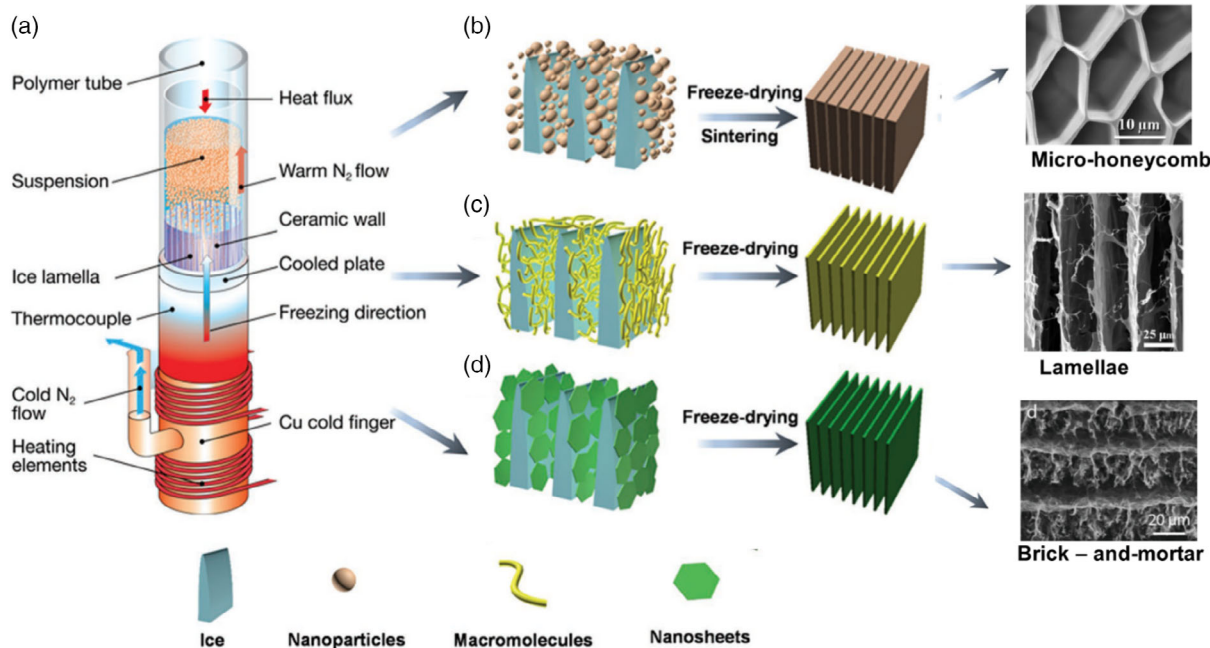 (a)
Polymer tube
Heat flux
Suspension
Warm N₂ flow
Ceramic wall
Ice lamella
Cooled plate
Thermocouple
Freezing direction
Cold N₂
flow
Cu cold finger
Heating
elements
(b)
Freeze-drying
Sintering
10 µm
Micro-honeycomb
(c)
Freeze-drying
25 µm
Lamellae
(d)
Freeze-drying
d
20 µm
Brick – and-mortar
Ice
Nanoparticles
Macromolecules
Nanosheets